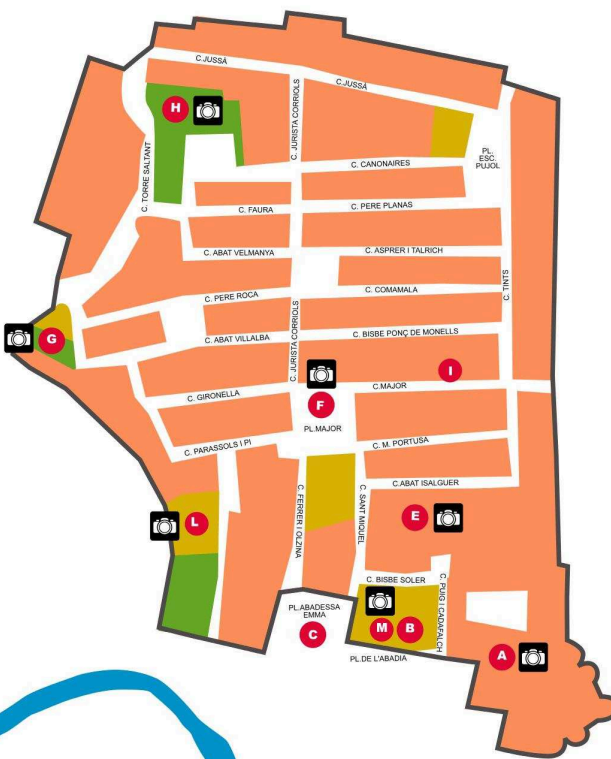 C.JUSSÀ
C.JUSSÀ
C. JURISTA CORRIOLS
H
C. TORRE SALTANT
PL.
ESC.
PUJOL
C. CANONAIRES
C. FAURA
C. PERE PLANAS
C. ABAT VELMANYA
C. ASPRER I TALRICH
C. TINTS
C. PERE ROCA
C. COMAMALA
C. JURISTA CORRIOLS
G
C. ABAT VILLALBA
C. BISBE PONÇ DE MONELLS
I
C. GIRONELLA
C.MAJOR
F
PL.MAJOR
C. PARASSOLS I PI
C. M. PORTUSA
C.ABAT ISALGUER
C. FERRER I OLZINA
C. SANT MIQUEL
L
E
C. BISBE SOLER
C. PUIG I CADAFALCH
PL.ABADESSA
EMMA
C
M
B
PL.DE L'ABADIA
A